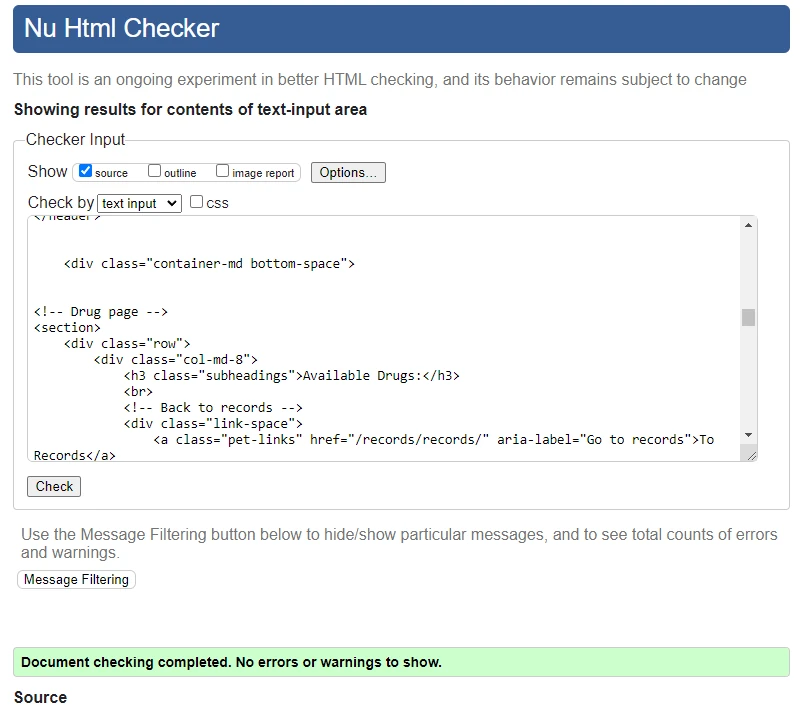 Nu Html Checker
This tool is an ongoing experiment in better HTML checking, and its behavior remains subject to change
Showing results for contents of text-input area
Checker Input
Show source outline image report Options...
Check by text input css
</header>
<div class="container-md bottom-space">
<!-- Drug page -->
<section>
<div class="row">
<div class="col-md-8">
<h3 class="subheadings">Available Drugs:</h3>
<br>
<!-- Back to records -->
<div class="link-space">
<a class="pet-links" href="/records/records/" aria-label="Go to records">To
Records</a>
Check
Use the Message Filtering button below to hide/show particular messages, and to see total counts of errors
and warnings.
Message Filtering
Document checking completed. No errors or warnings to show.
Source